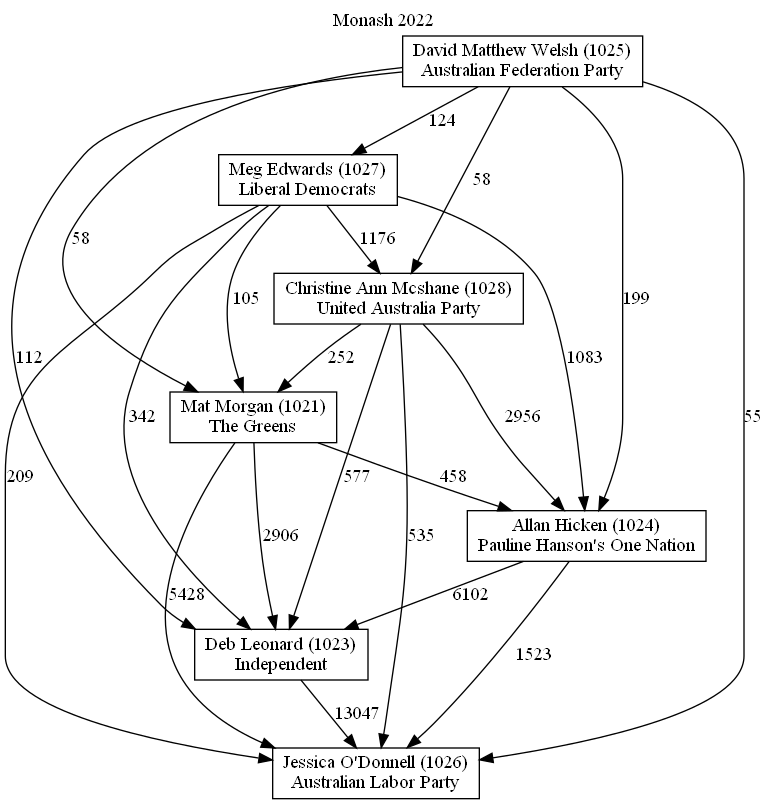 Monash 2022
David Matthew Welsh (1025)
Australian Federation Party
124
Meg Edwards (1027)
Liberal Democrats
58
58
1176
Christine Ann Mcshane (1028)
United Australia Party
105
199
112
252
1083
Mat Morgan (1021)
The Greens
342
2956
55
209
458
577
Allan Hicken (1024)
Pauline Hanson's One Nation
2906
535
5428
6102
Deb Leonard (1023)
Independent
1523
13047
Jessica O'Donnell (1026)
Australian Labor Party